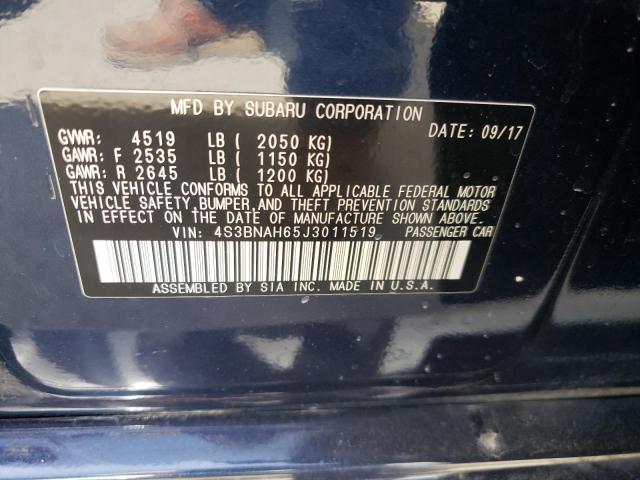 MFD BY SUBARU CORPORATION
DATE: 09/17
GVWR: 4519 LB ( 2050 KG)
GAWR: F 2535 LB ( 1150 KG)
GAWR: R 2645 LB ( 1200 KG)
THIS VEHICLE CONFORMS TO ALL APPLICABLE FEDERAL MOTOR
VEHICLE SAFETY, BUMPER, AND THEFT PREVENTION STANDARDS
IN EFFECT ON THE DATE OF MANUFACTURE SHOWN ABOVE.
VIN: 4S3BNAH65J3011519 PASSENGER CAR
ASSEMBLED BY SIA INC. MADE IN U.S.A.